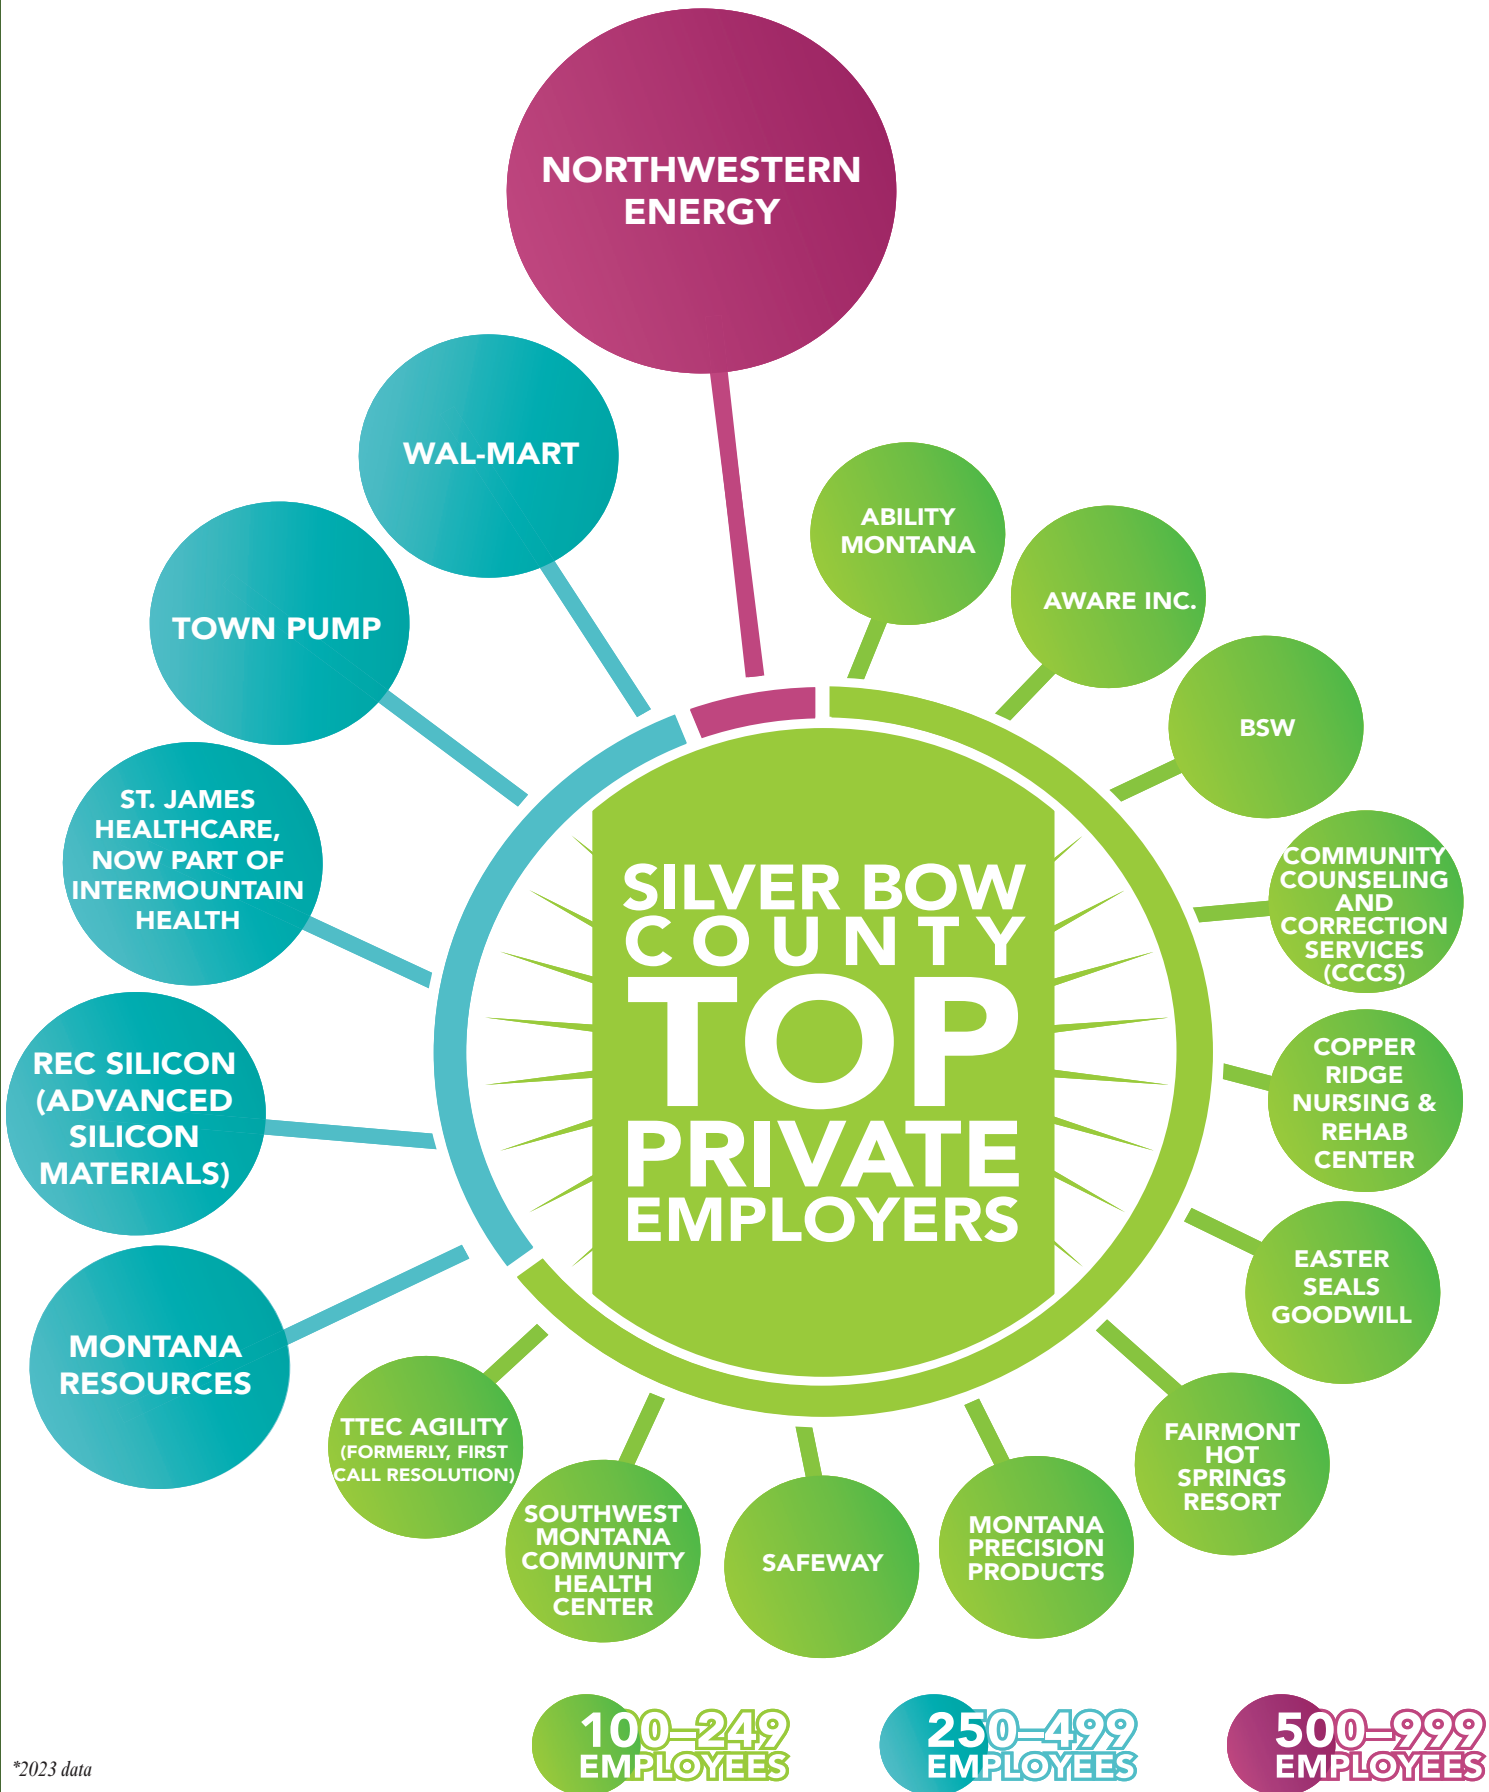 NORTHWESTERN
ENERGY
WAL-MART
TOWN PUMP
ST. JAMES
HEALTHCARE,
NOW PART OF
INTERMOUNTAIN
HEALTH
REC SILICON
(ADVANCED
SILICON
MATERIALS)
MONTANA
RESOURCES
ABILITY
MONTANA
AWARE INC.
BSW
COMMUNITY
COUNSELING
AND
CORRECTION
SERVICES
(CCCS)
COPPER
RIDGE
NURSING &
REHAB
CENTER
EASTER
SEALS
GOODWILL
FAIRMONT
HOT
SPRINGS
RESORT
MONTANA
PRECISION
PRODUCTS
SAFEWAY
SOUTHWEST
MONTANA
COMMUNITY
HEALTH
CENTER
TTEC AGILITY
(FORMERLY, FIRST
CALL RESOLUTION)
SILVER BOW
COUNTY
TOP
PRIVATE
EMPLOYERS
100–249
EMPLOYEES
250–499
EMPLOYEES
500–999
EMPLOYEES
*2023 data